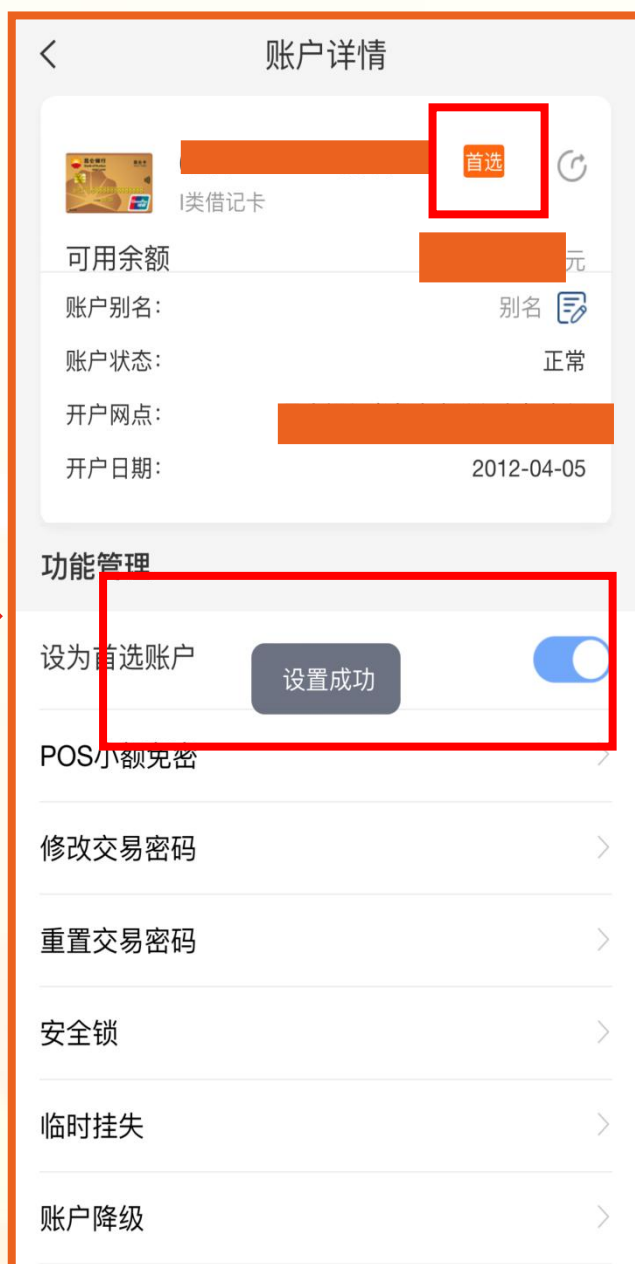 账户详情
首选
I类借记卡
可用余额
元
账户别名：
别名
账户状态：
正常
开户网点：
开户日期：
2012-04-05
功能管理
设为首选账户
设置成功
POS小额免密
修改交易密码
重置交易密码
安全锁
临时挂失
账户降级